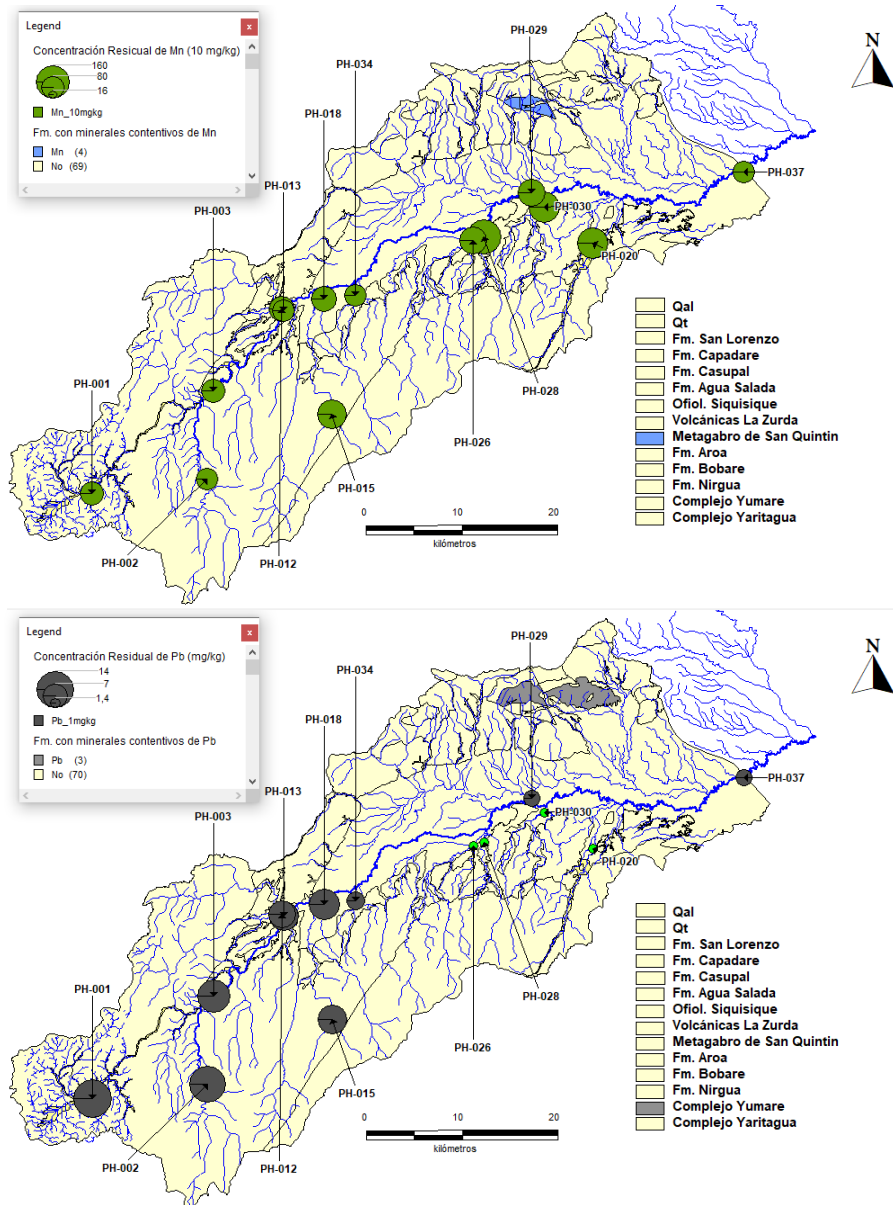 Legend x
Concentración Resicual de Mn (10 mg/kg)
160
80
16
Mn_10mgkg
Fm. con minerales contentivos de Mn
Mn (4)
No (69)
PH-029
N
PH-034
PH-018
PH-013
PH-003
PH-037
PH-030
PH-020
PH-001
PH-028
PH-026
PH-015
PH-002
PH-012
0 10 20
kilómetros
Qal
Qt
Fm. San Lorenzo
Fm. Capadare
Fm. Casupal
Fm. Agua Salada
Ofiol. Siquisique
Volcánicas La Zurda
Metagabro de San Quintin
Fm. Aroa
Fm. Bobare
Fm. Nirgua
Complejo Yumare
Complejo Yaritagua
Legend x
Concentración Residual de Pb (mg/kg)
14
7
1,4
Pb_1mgkg
Fm. con minerales contentivos de Pb
Pb (3)
No (70)
PH-029
N
PH-034
PH-018
PH-013
PH-003
PH-037
PH-030
PH-020
PH-001
PH-028
PH-026
PH-015
PH-002
PH-012
0 10 20
kilómetros
Qal
Qt
Fm. San Lorenzo
Fm. Capadare
Fm. Casupal
Fm. Agua Salada
Ofiol. Siquisique
Volcánicas La Zurda
Metagabro de San Quintin
Fm. Aroa
Fm. Bobare
Fm. Nirgua
Complejo Yumare
Complejo Yaritagua